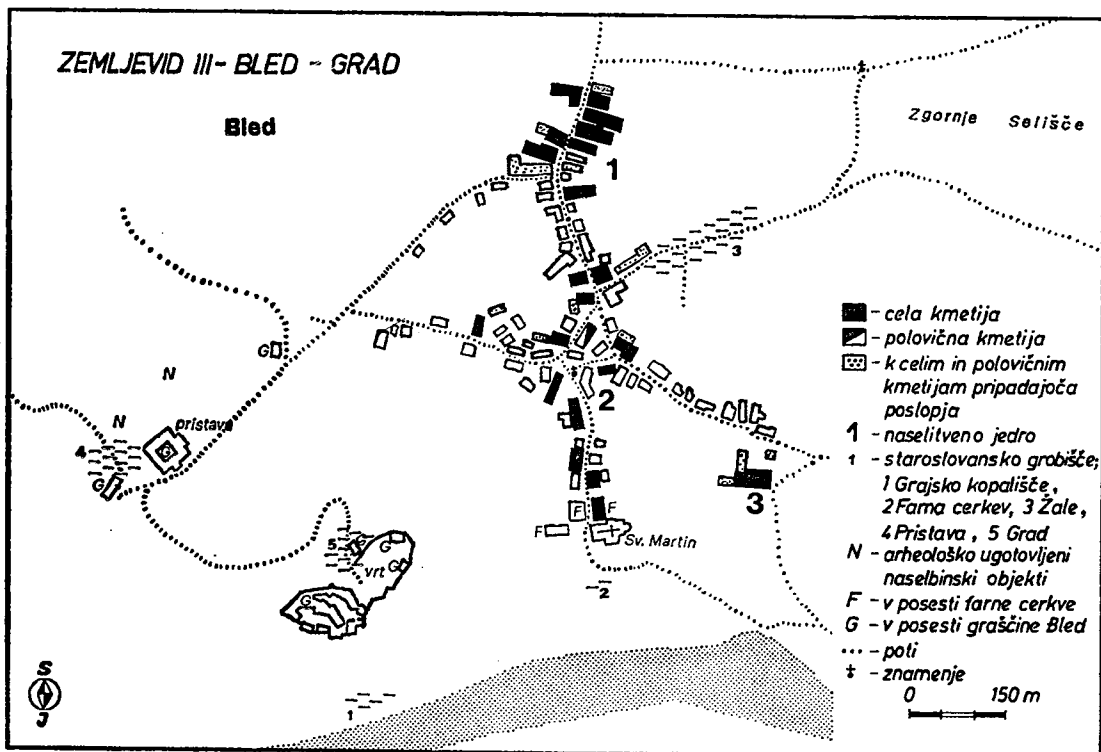 ZEMLJEVID III - BLED - GRAD
Bled
Zgornje Selišče
1
3
G
N
N
pristava
4
G
G
2
3
5
G
G
vrt
G
G
F
F
Sv. Martin
2
1
S
J
- cela kmetija
- polovična kmetija
- k celim in polovičnim
kmetijam pripadajoča
poslopja
1 - naselitveno jedro
1 - staroslovansko grobišče;
1 Grajsko kopališče,
2 Farna cerkev, 3 Žale,
4 Pristava, 5 Grad
N - arheološko ugotovljeni
naselbinski objekti
F - v posesti farne cerkve
G - v posesti graščine Bled
- poti
- znamenje
0 150 m